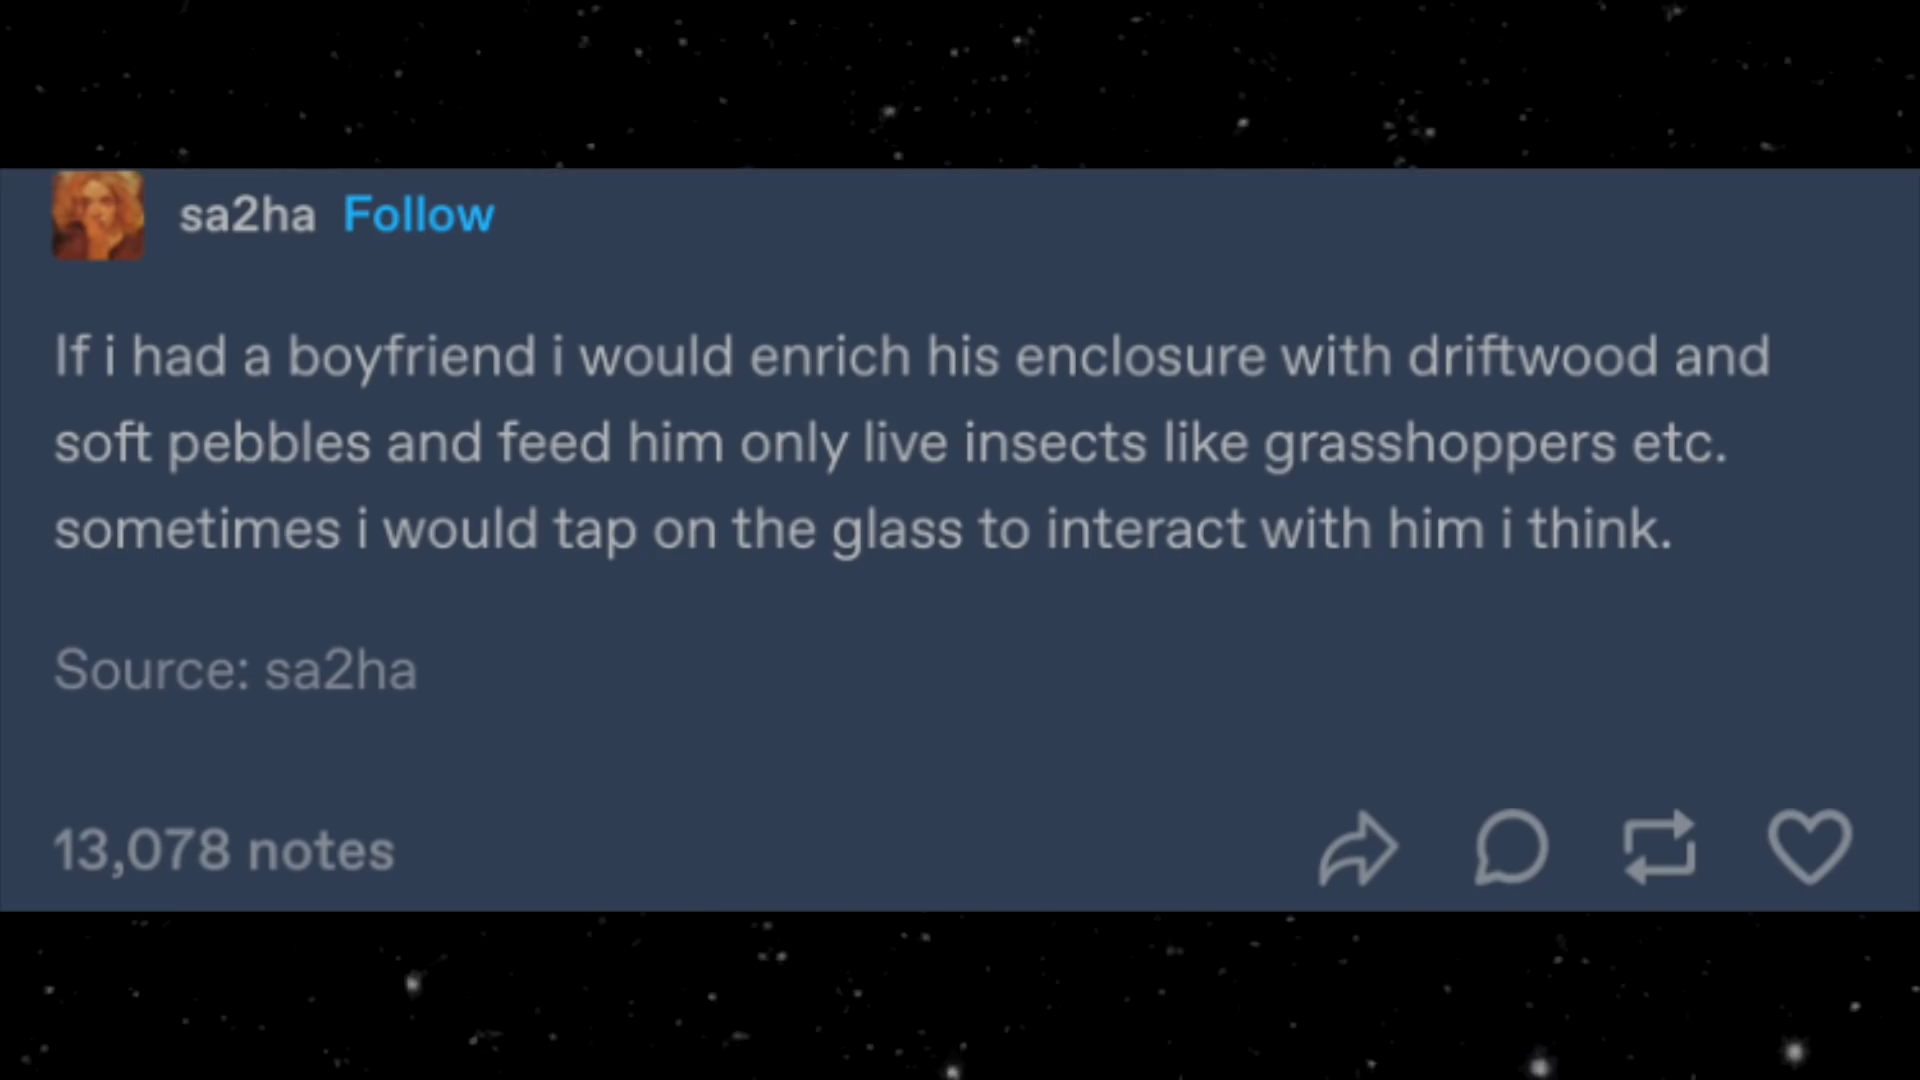 sa2ha Follow
If i had a boyfriend i would enrich his enclosure with driftwood and
soft pebbles and feed him only live insects like grasshoppers etc.
sometimes i would tap on the glass to interact with him i think.
Source: sa2ha
13,078 notes